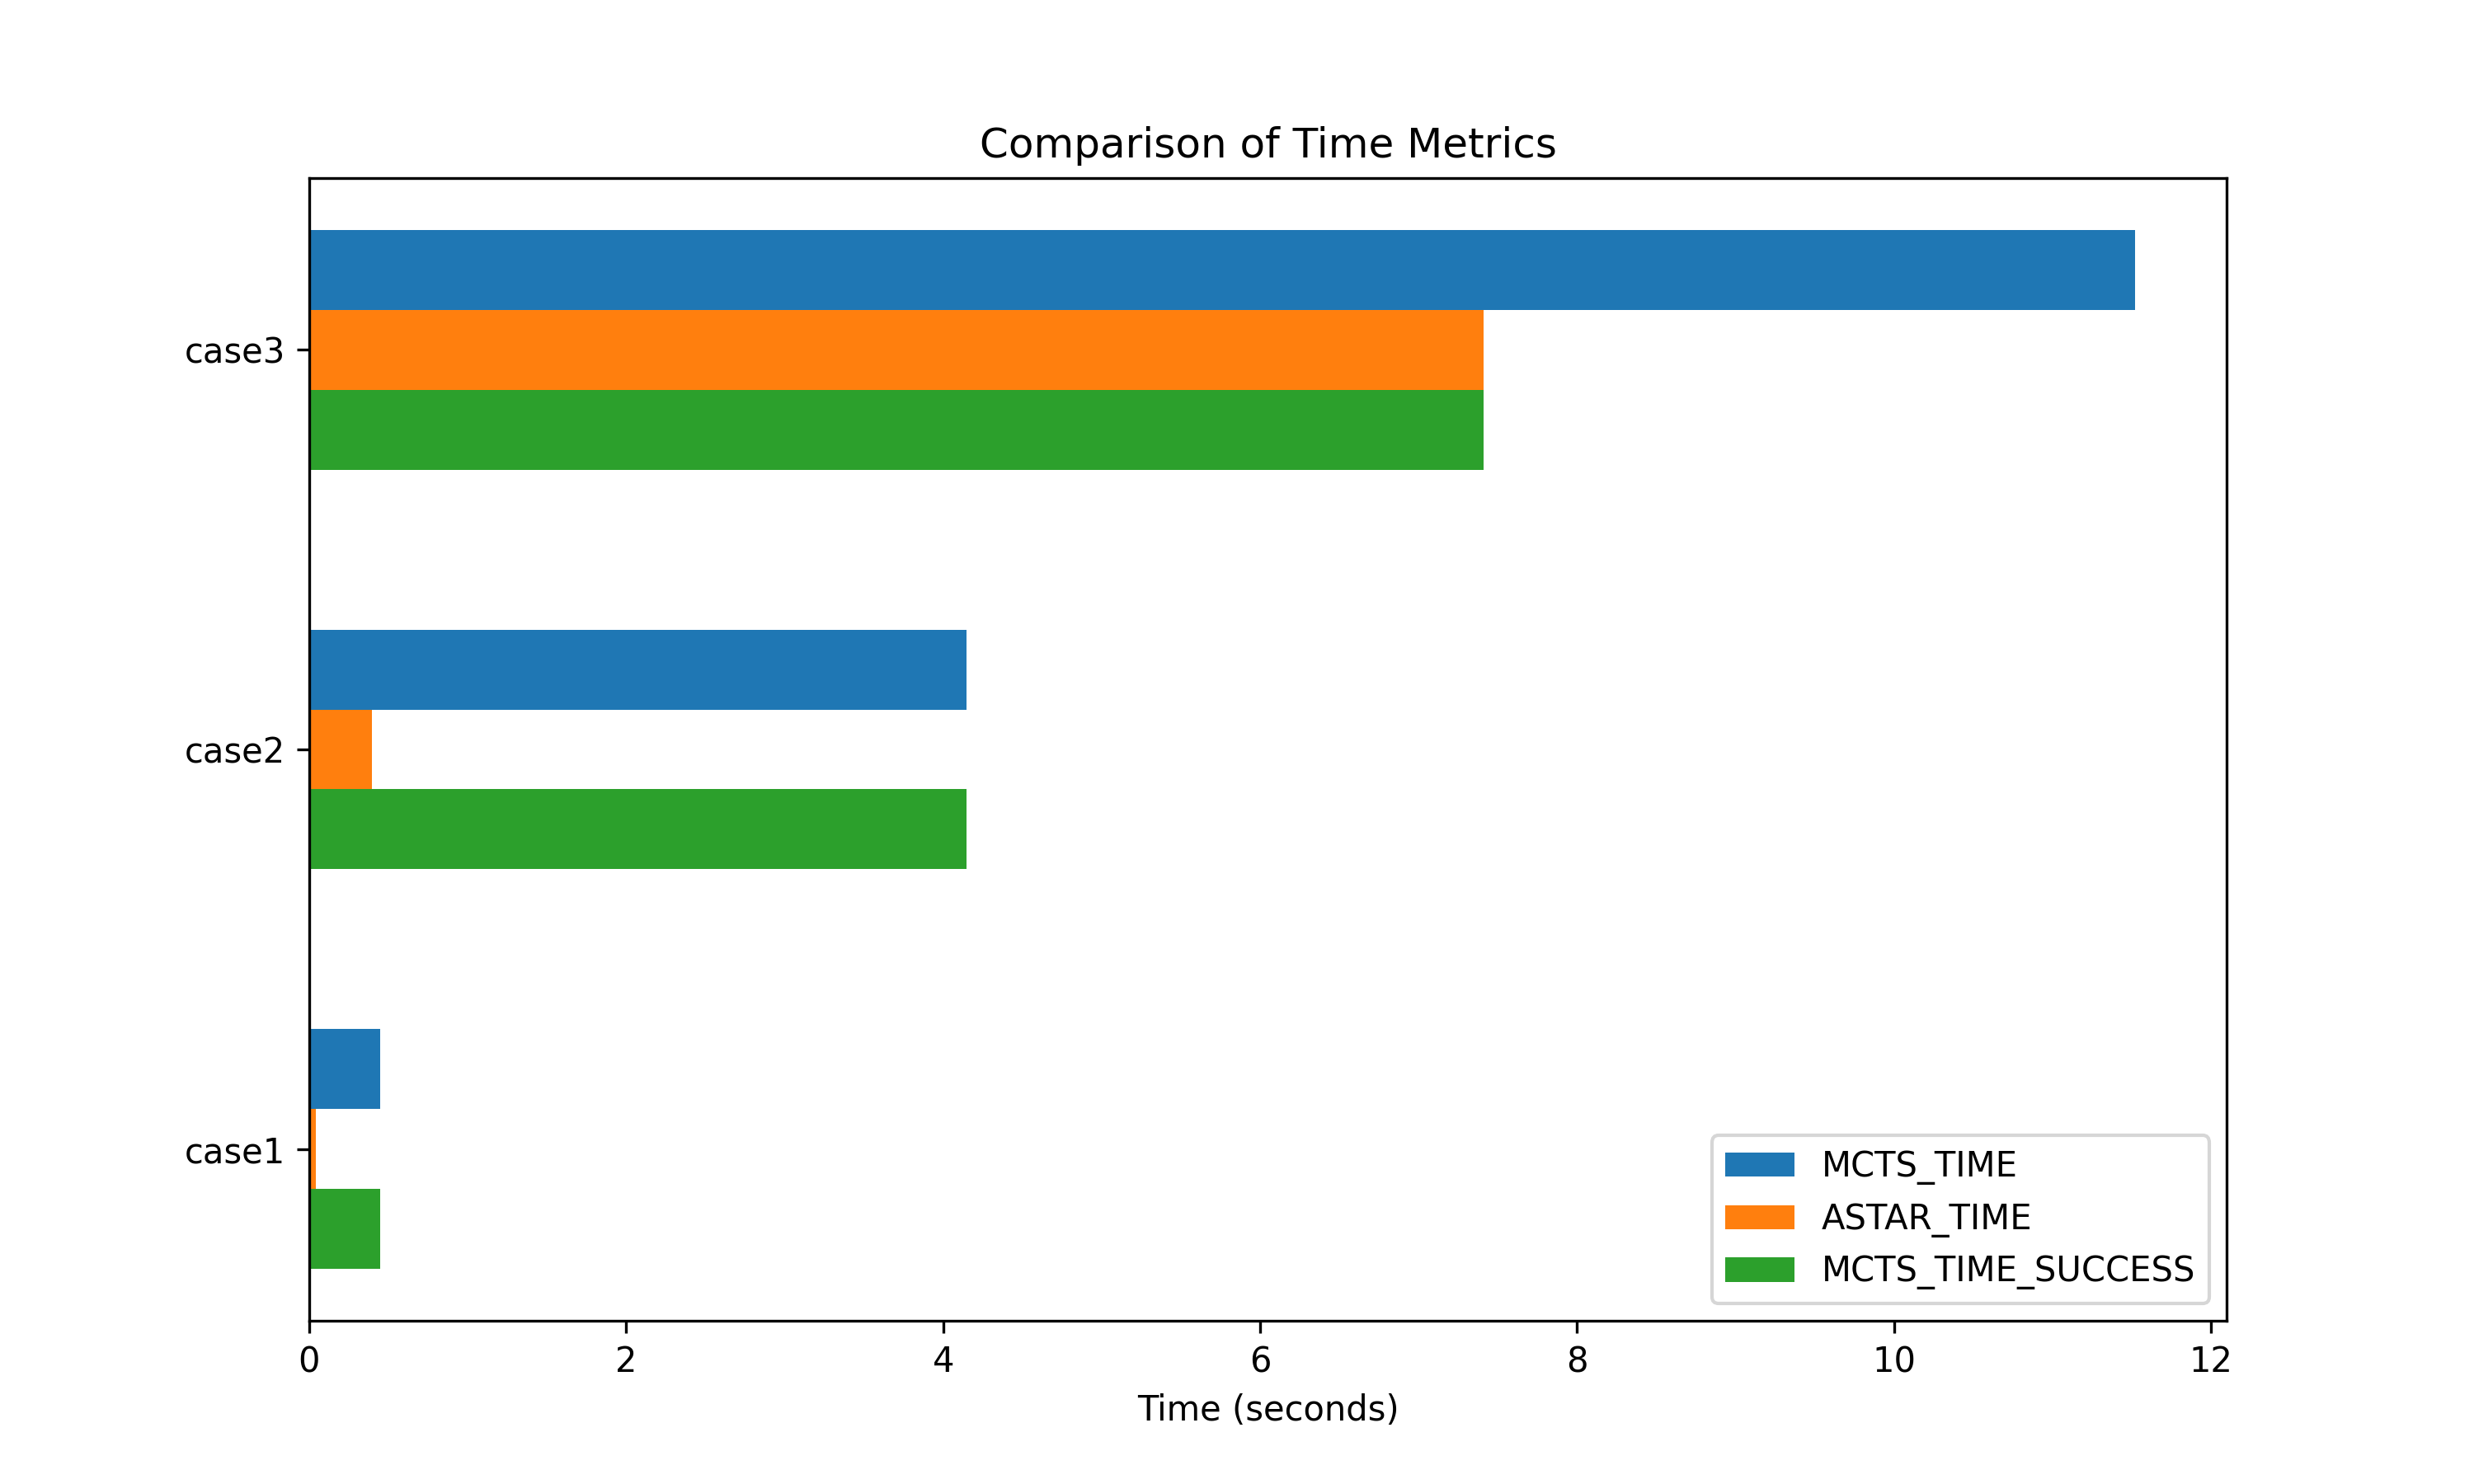 Comparison of Time Metrics
case3
case2
case1
MCTS_TIME
ASTAR_TIME
MCTS_TIME_SUCCESS
0 2 4 6 8 10 12
Time (seconds)